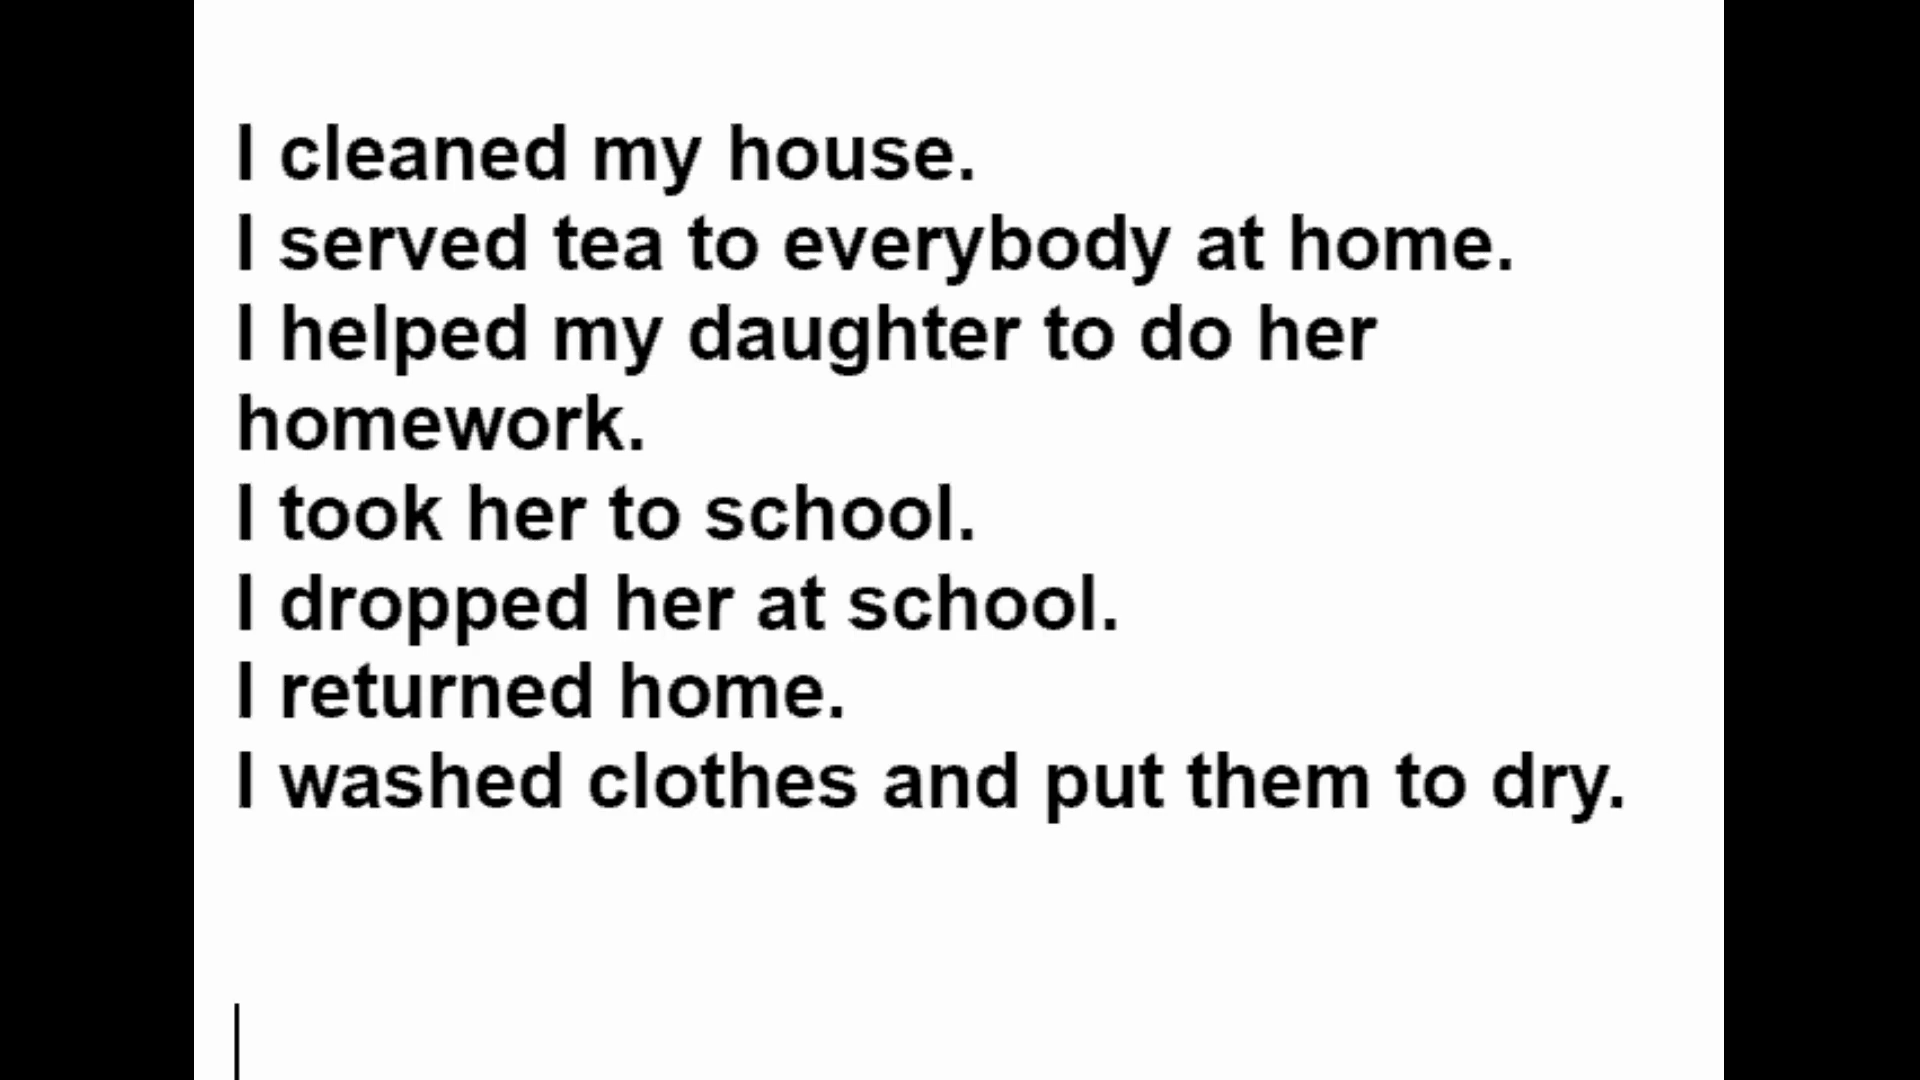 I cleaned my house.
I served tea to everybody at home.
I helped my daughter to do her
homework.
I took her to school.
I dropped her at school.
I returned home.
I washed clothes and put them to dry.